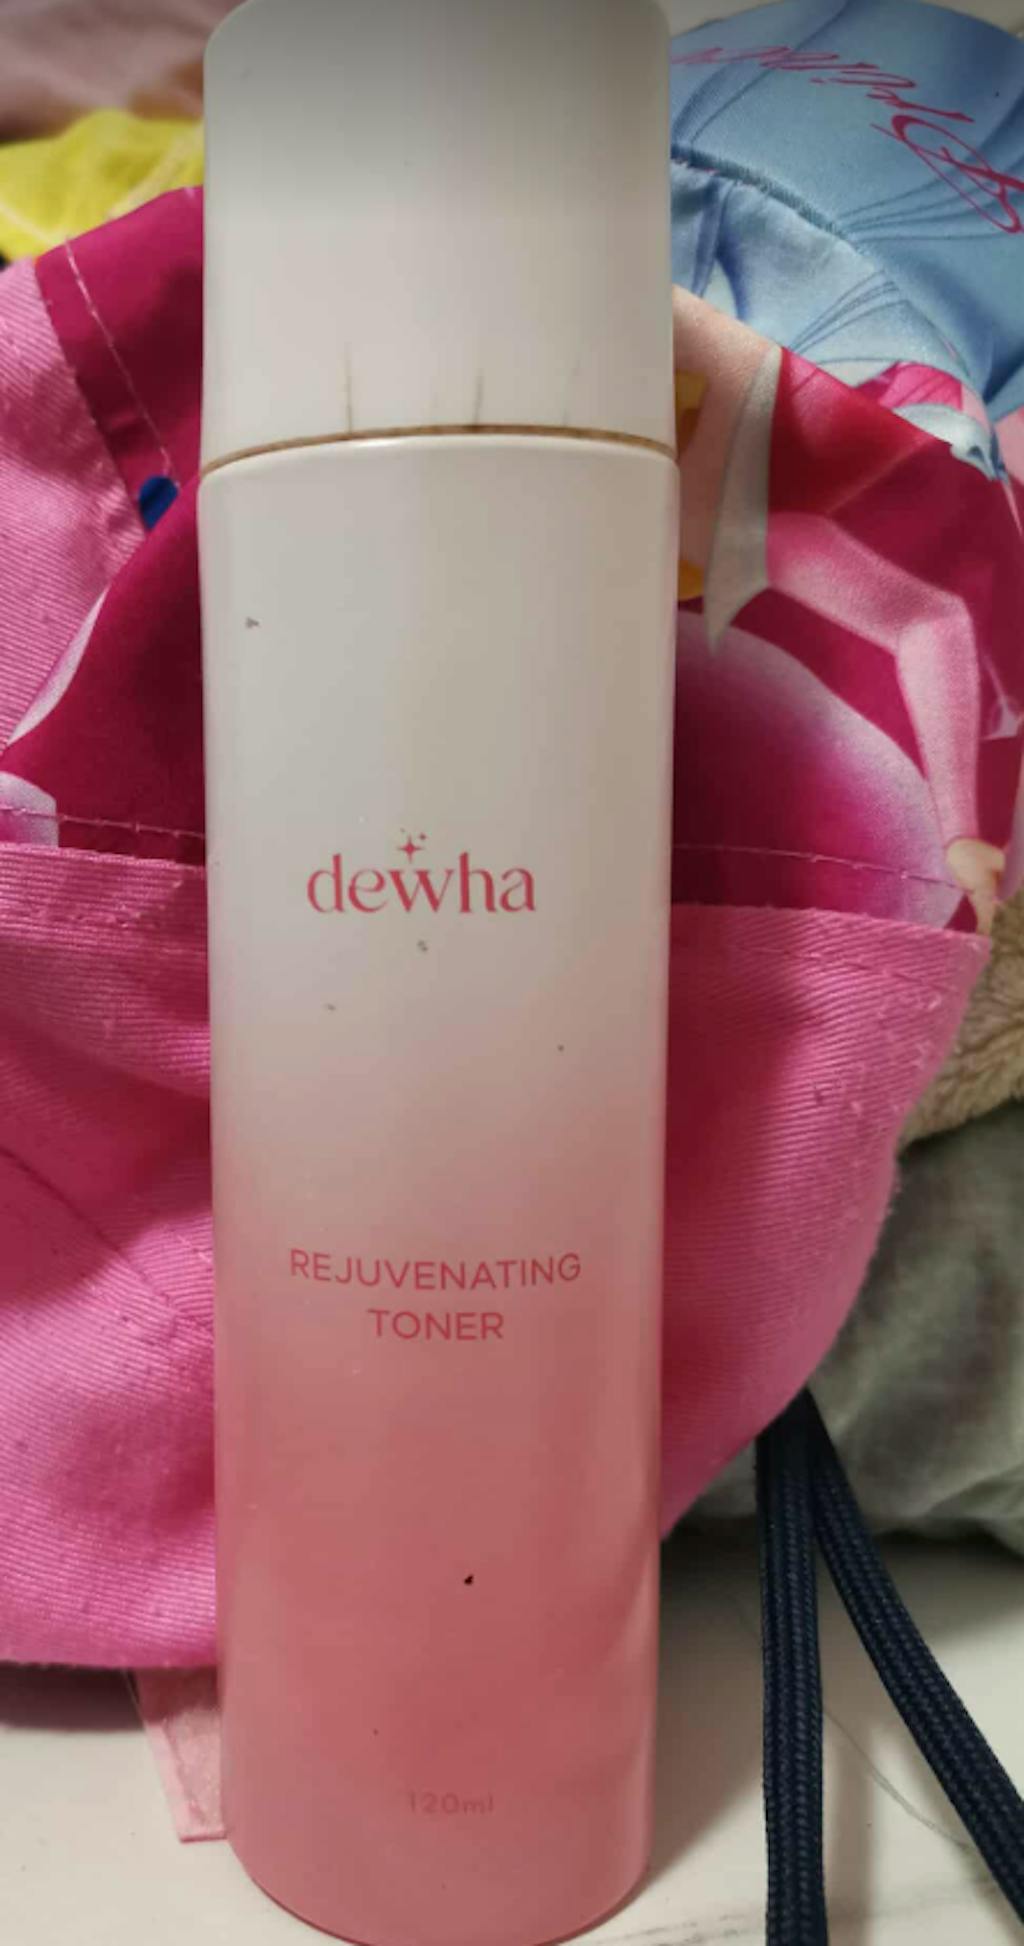 dewha
REJUVENATING
TONER
120ml